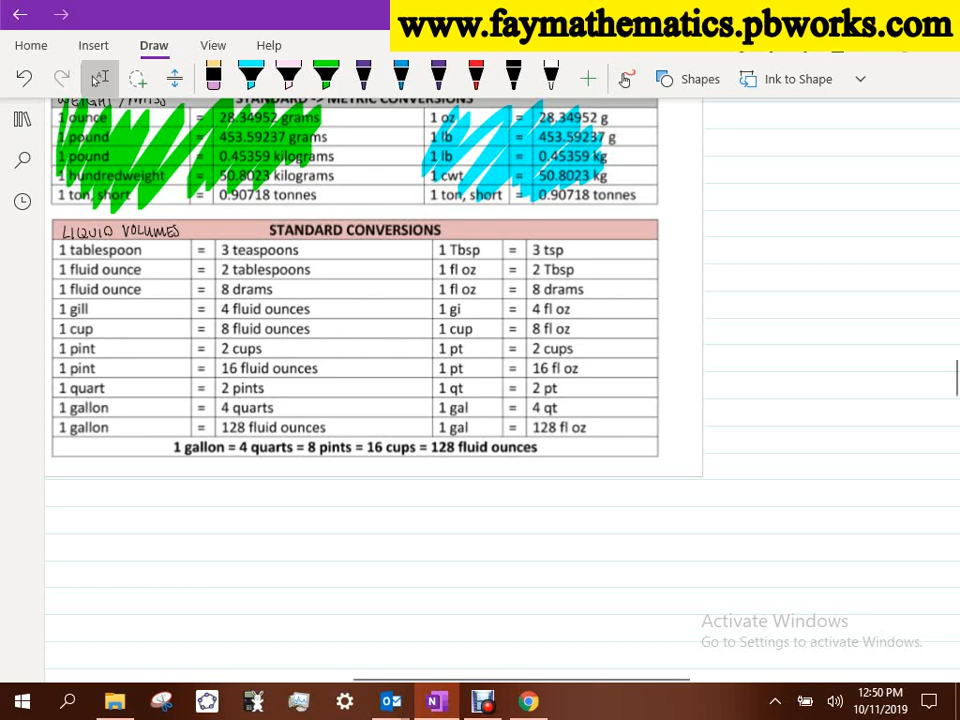 www.faymathematics.pbworks.com
Home Insert Draw View Help
Shapes Ink to Shape
WEIGHT/MASS STANDARD -> METRIC CONVERSIONS
1 ounce = 28.34952 grams 1 oz = 28.34952 g
1 pound = 453.59237 grams 1 lb = 453.59237 g
1 pound = 0.45359 kilograms 1 lb = 0.45359 kg
1 hundredweight = 50.8023 kilograms 1 cwt = 50.8023 kg
1 ton, short = 0.90718 tonnes 1 ton, short = 0.90718 tonnes
LIQUID VOLUMES STANDARD CONVERSIONS
1 tablespoon = 3 teaspoons 1 Tbsp = 3 tsp
1 fluid ounce = 2 tablespoons 1 fl oz = 2 Tbsp
1 fluid ounce = 8 drams 1 fl oz = 8 drams
1 gill = 4 fluid ounces 1 gi = 4 fl oz
1 cup = 8 fluid ounces 1 cup = 8 fl oz
1 pint = 2 cups 1 pt = 2 cups
1 pint = 16 fluid ounces 1 pt = 16 fl oz
1 quart = 2 pints 1 qt = 2 pt
1 gallon = 4 quarts 1 gal = 4 qt
1 gallon = 128 fluid ounces 1 gal = 128 fl oz
1 gallon = 4 quarts = 8 pints = 16 cups = 128 fluid ounces
Activate Windows
Go to Settings to activate Windows.
12:50 PM
10/11/2019